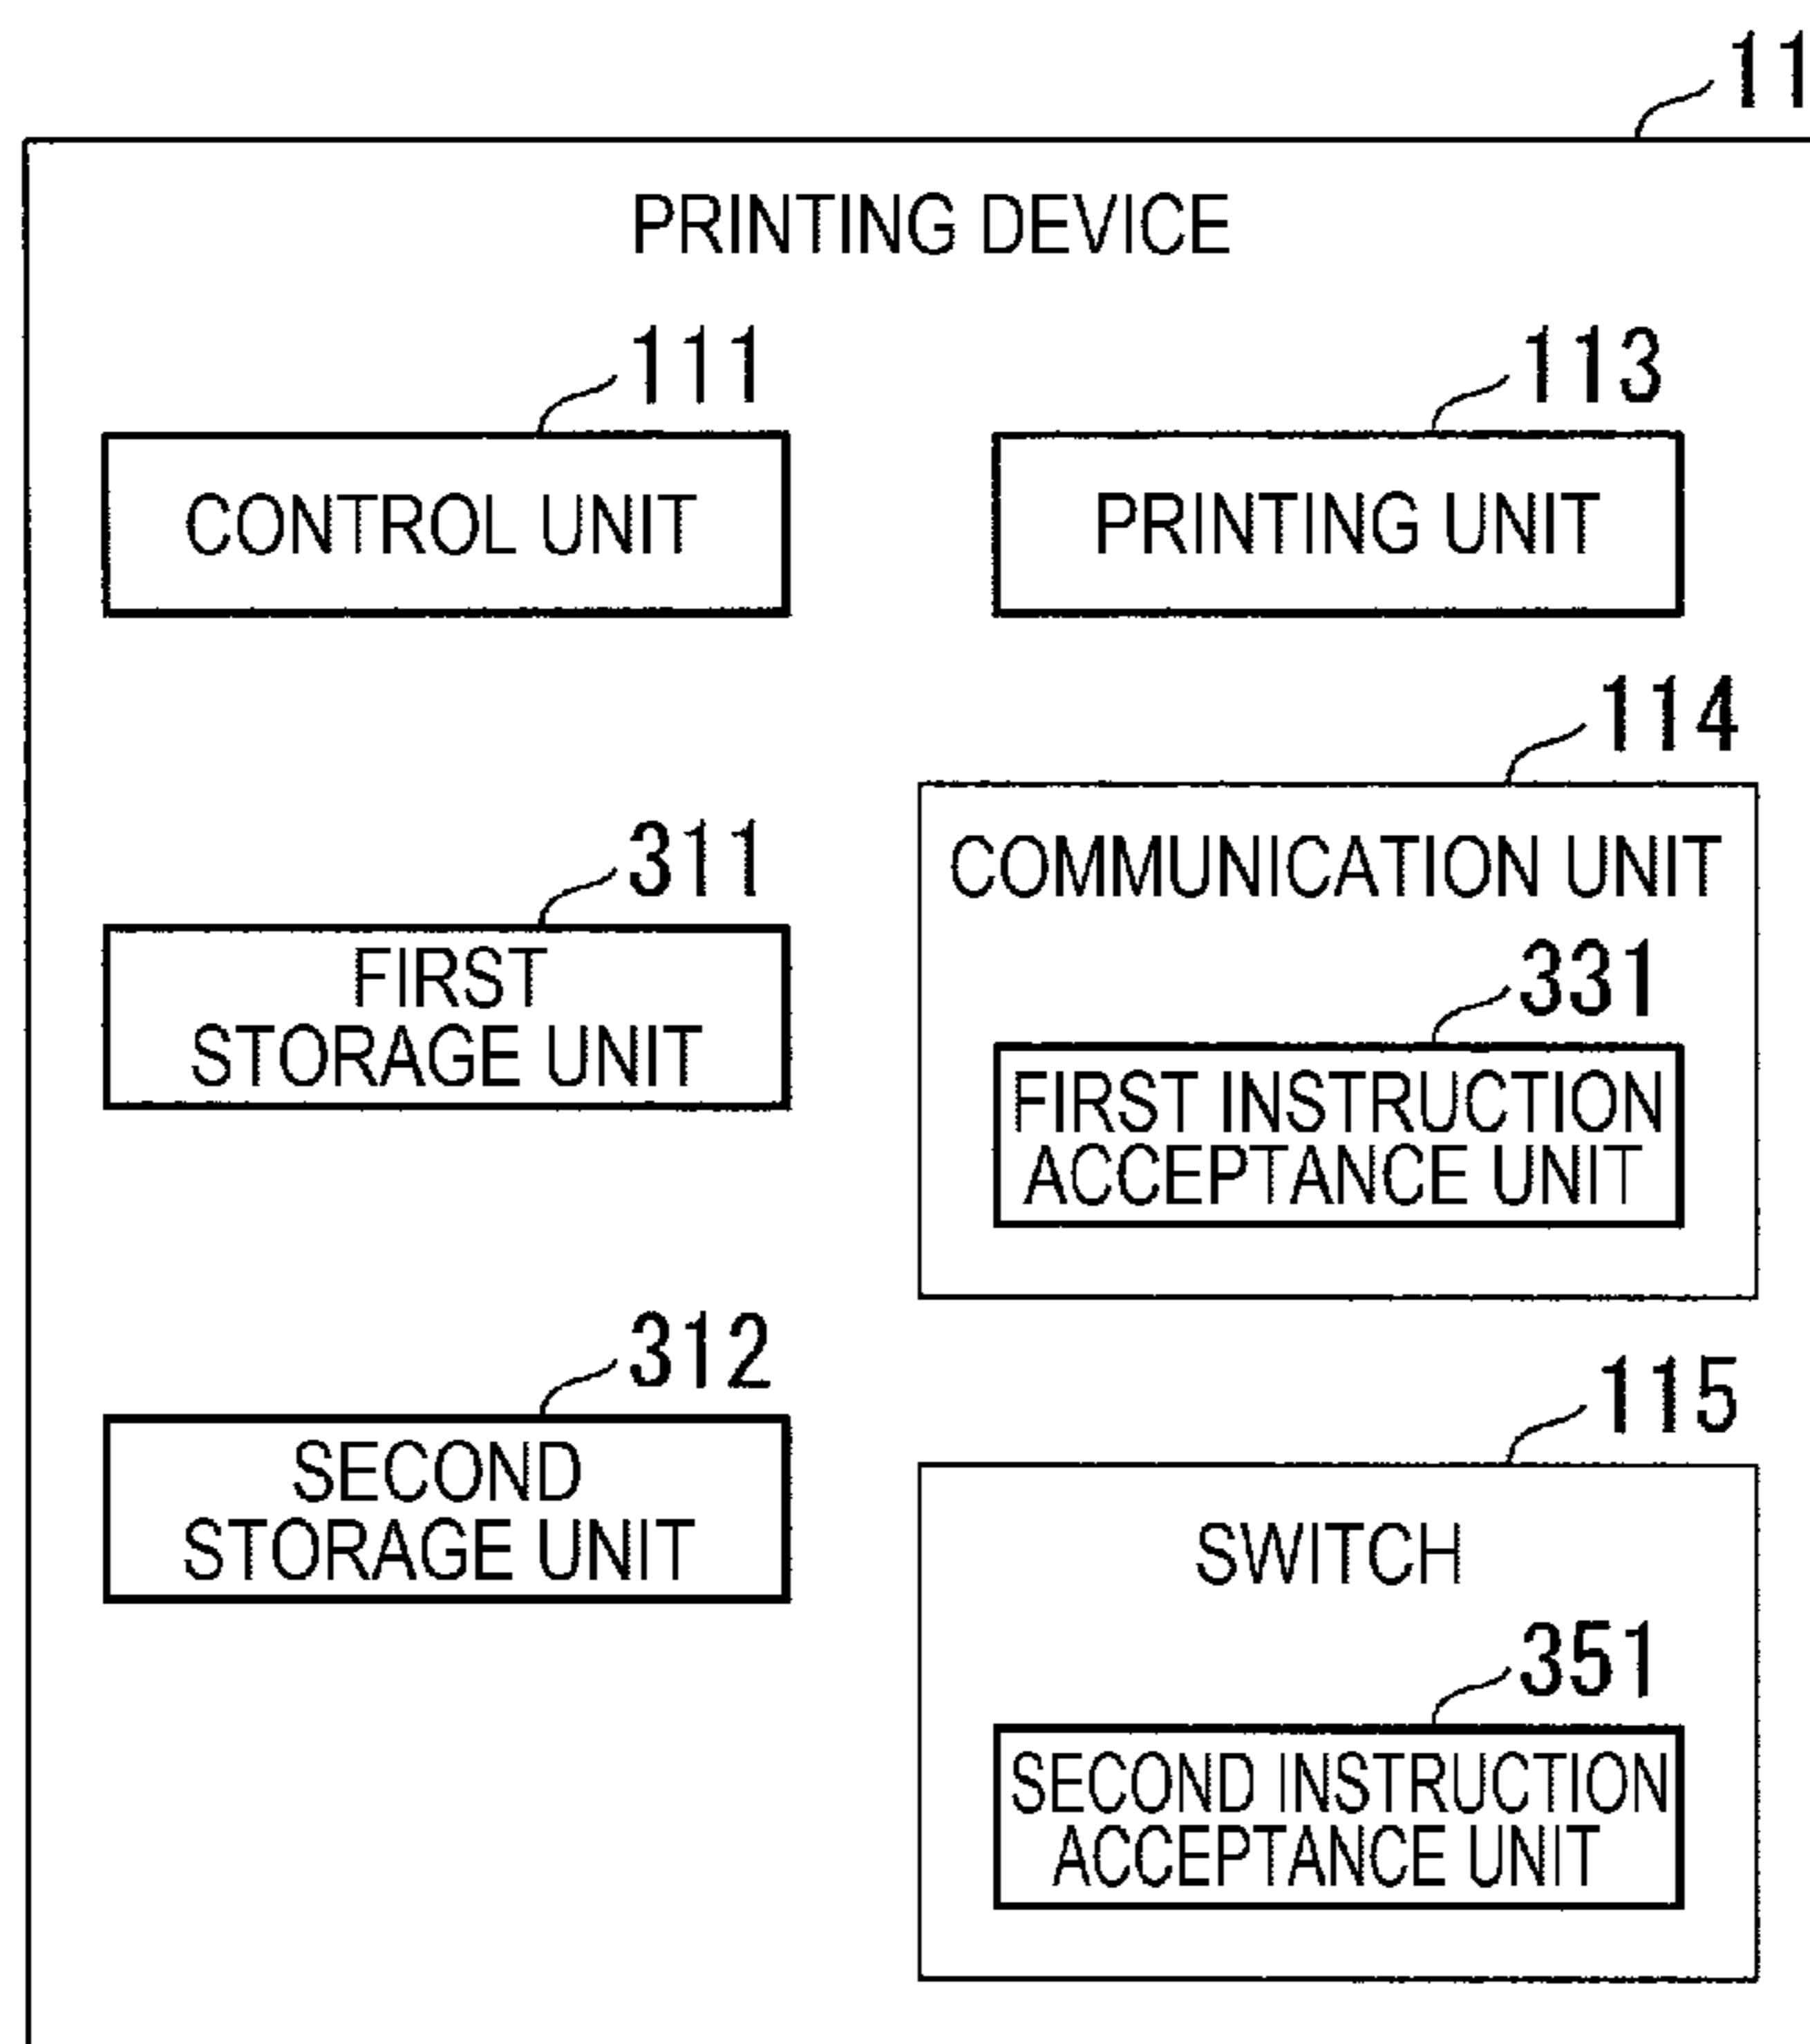 11
PRINTING DEVICE
111
113
CONTROL UNIT
PRINTING UNIT
114
COMMUNICATION UNIT
311
FIRST
STORAGE UNIT
331
FIRST INSTRUCTION
ACCEPTANCE UNIT
312
SECOND
STORAGE UNIT
115
SWITCH
351
SECOND INSTRUCTION
ACCEPTANCE UNIT